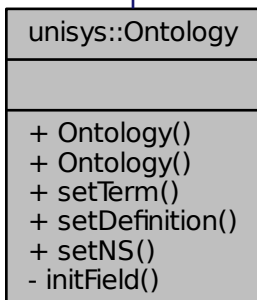 unisys::Ontology
+ Ontology()
+ Ontology()
+ setTerm()
+ setDefinition()
+ setNS()
- initField()